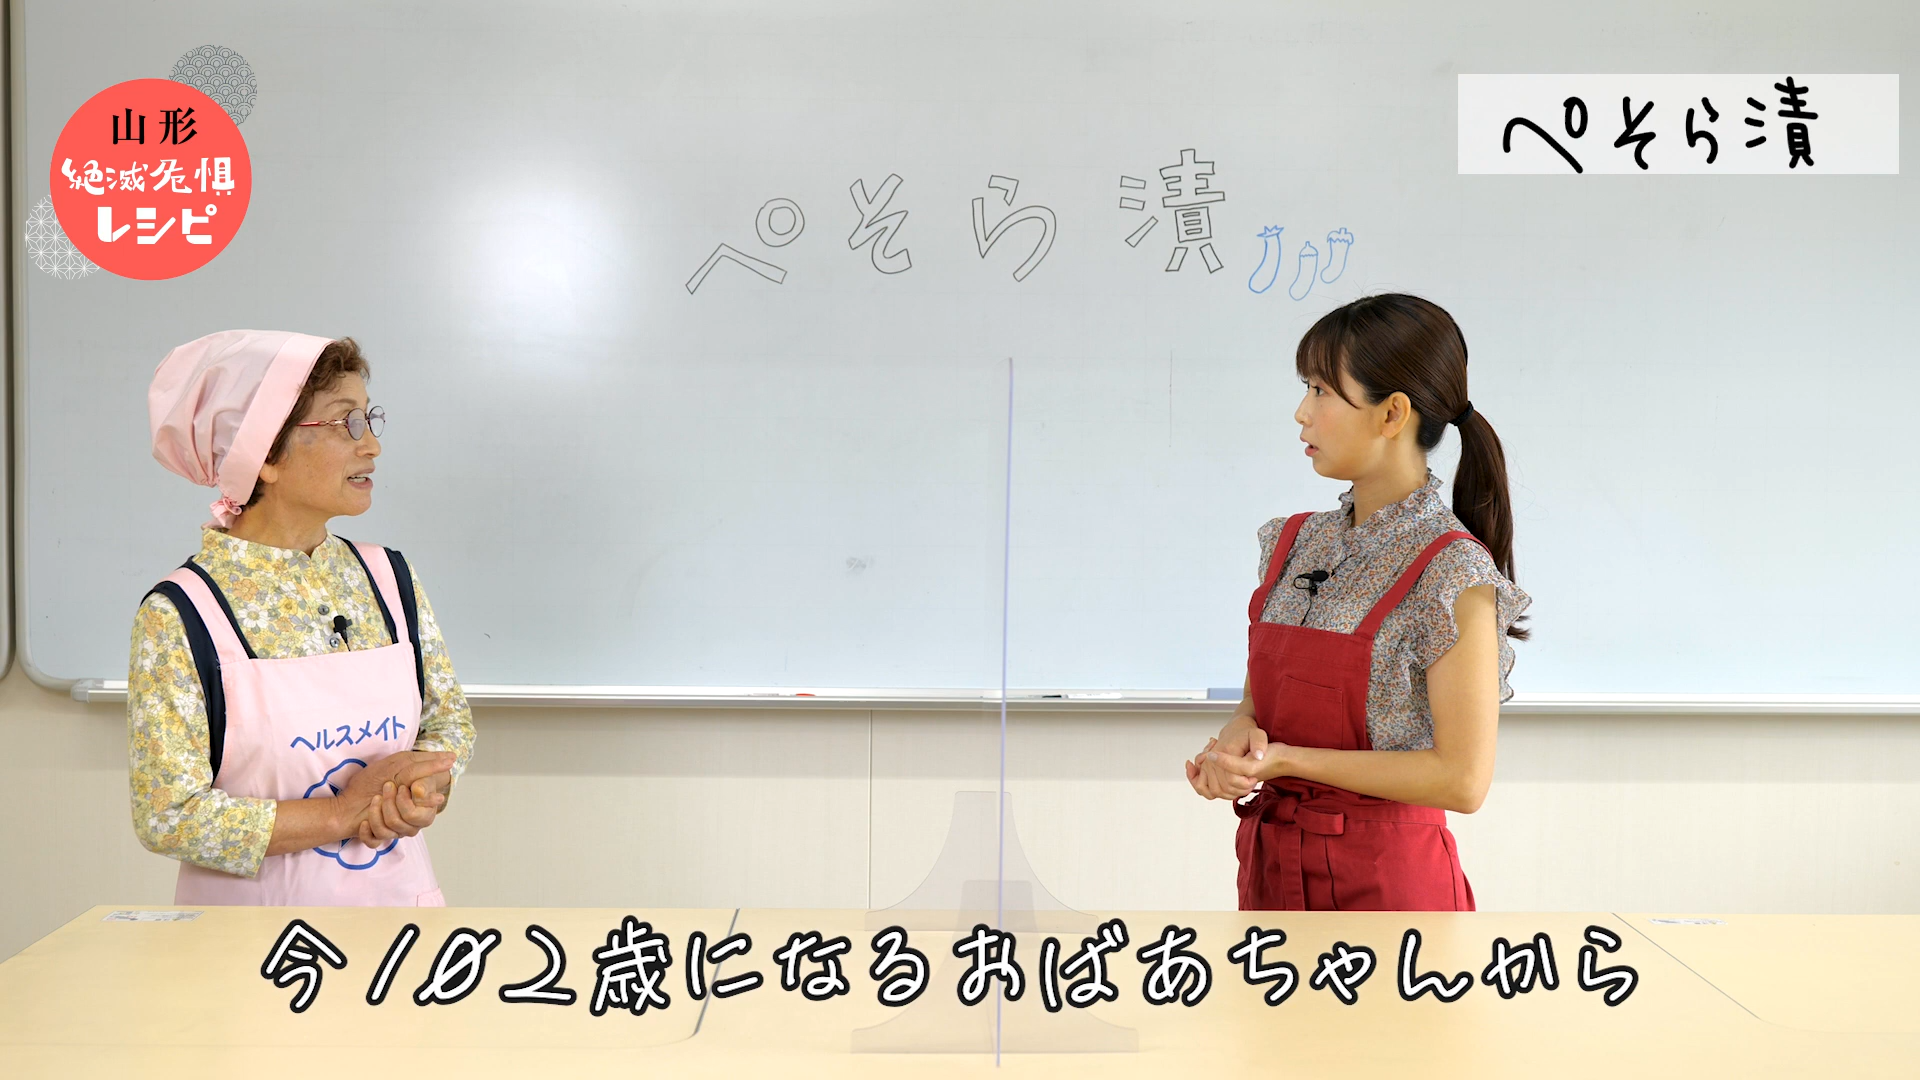 山形
絶滅危惧
レシピ
ぺそら漬
ぺそら漬
ヘルスメイト
今102歳になるおばあちゃんから